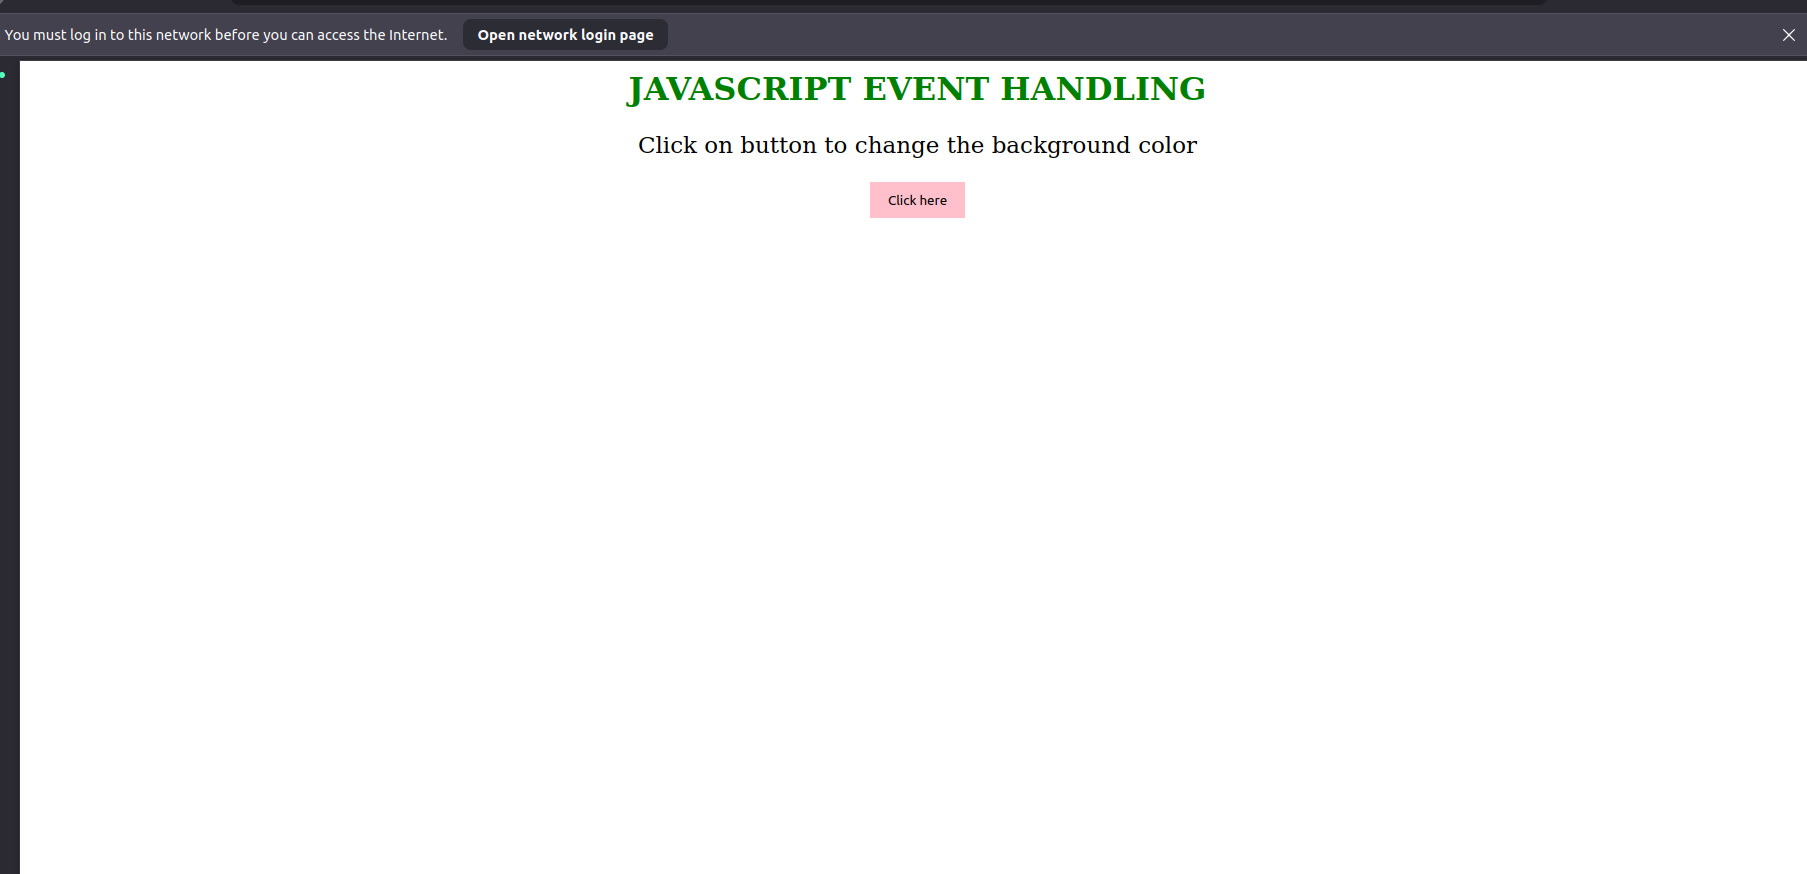 You must log in to this network before you can access the Internet. Open network login page
JAVASCRIPT EVENT HANDLING
Click on button to change the background color
Click here